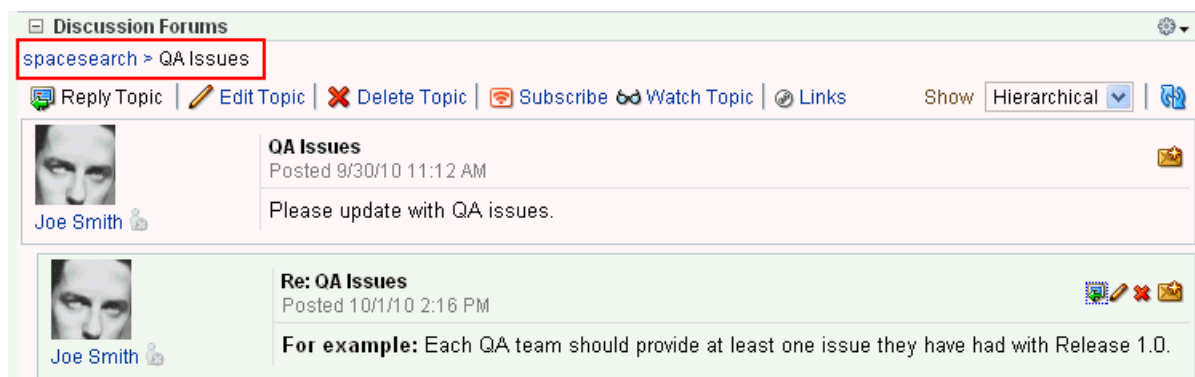 Discussion Forums
spacesearch > QA Issues
Reply Topic | Edit Topic | Delete Topic | Subscribe Watch Topic | Links Show Hierarchical
QA Issues
Posted 9/30/10 11:12 AM
Please update with QA issues.
Joe Smith
Re: QA Issues
Posted 10/1/10 2:16 PM
For example: Each QA team should provide at least one issue they have had with Release 1.0.
Joe Smith